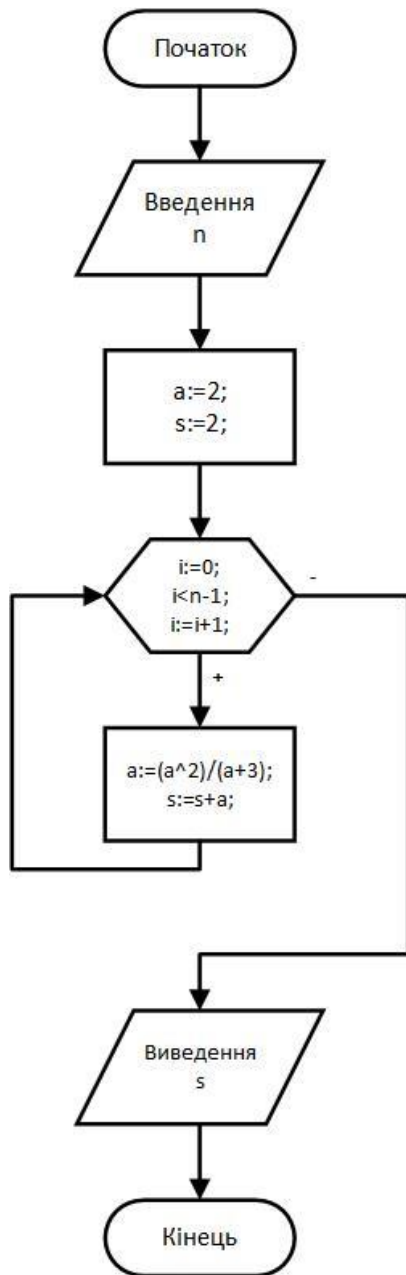 Початок
Введення
n
a:=2;
s:=2;
i:=0;
i<n-1;
i:=i+1;
-
+
a:=(a^2)/(a+3);
s:=s+a;
Виведення
s
Кінець